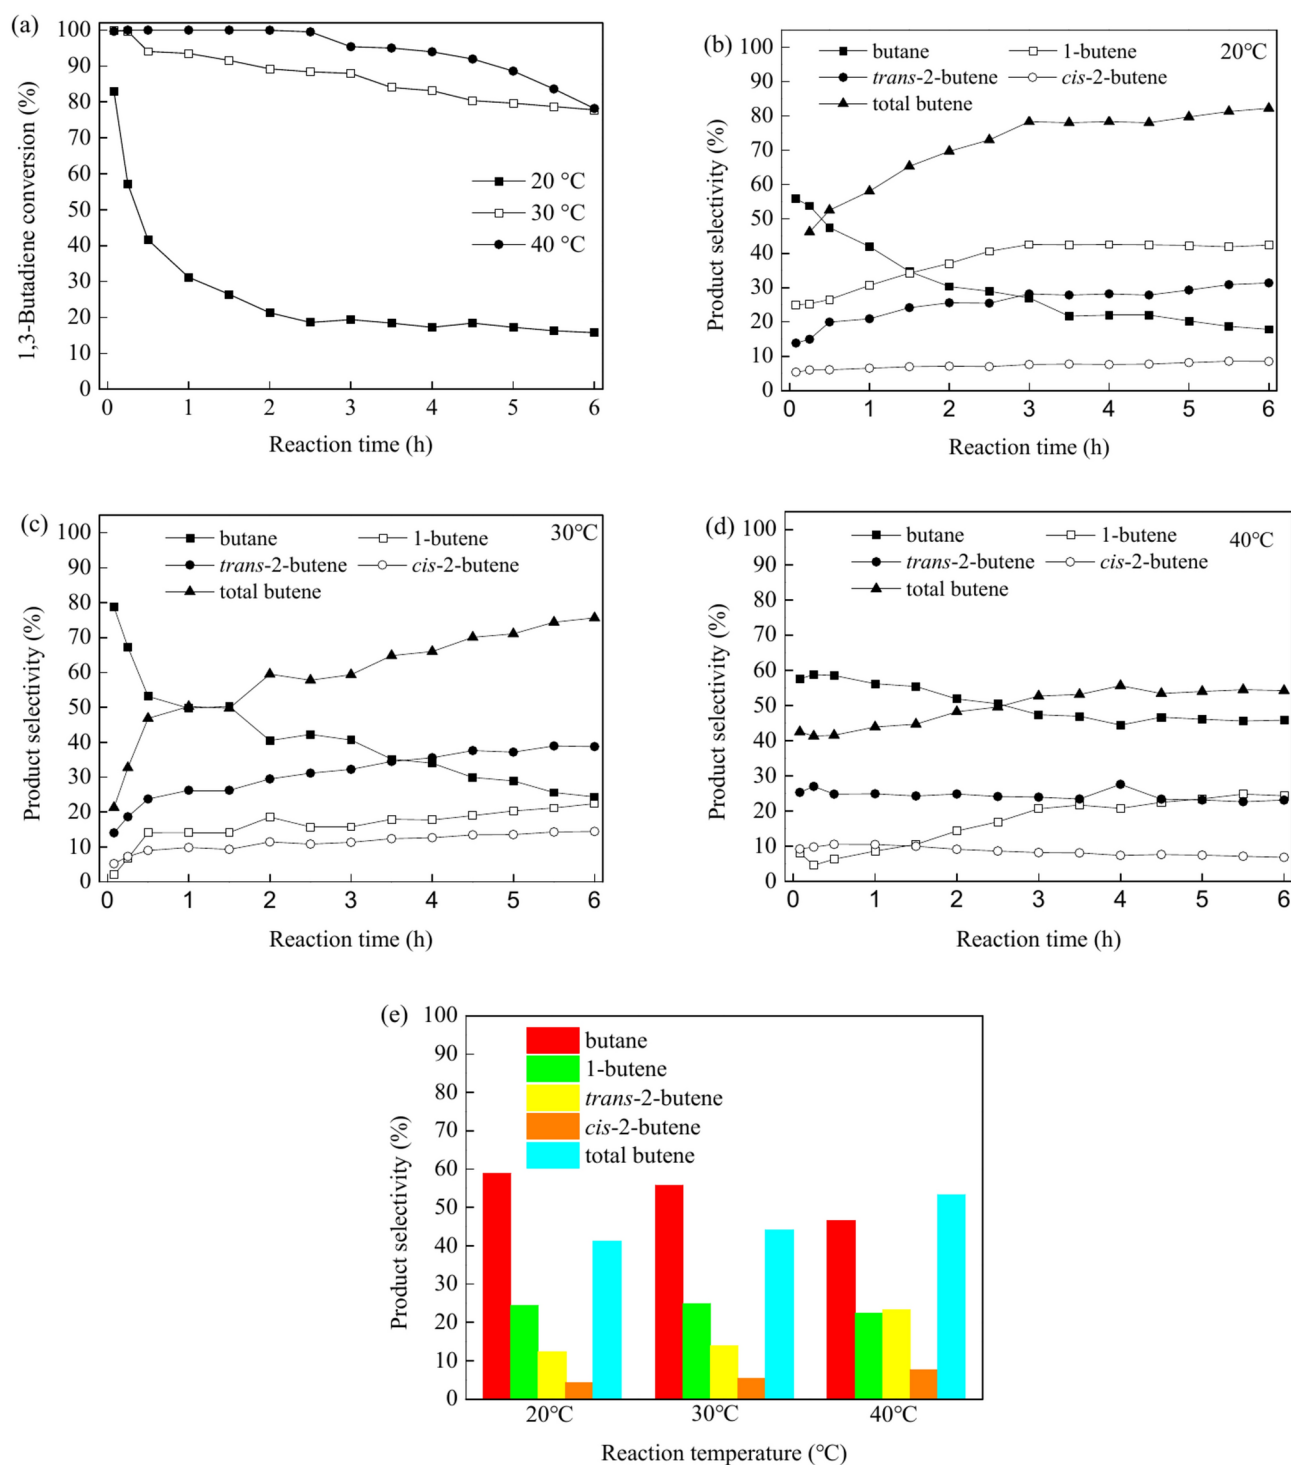 (a)
100
90
80
70
60
50
40
30
20
10
0
1,3-Butadiene conversion (%)
20 °C
30 °C
40 °C
0 1 2 3 4 5 6
Reaction time (h)
(b)
100
90
80
70
60
50
40
30
20
10
0
Product selectivity (%)
butane 1-butene 20℃
trans-2-butene cis-2-butene
total butene
0 1 2 3 4 5 6
Reaction time (h)
(c)
100
90
80
70
60
50
40
30
20
10
0
Product selectivity (%)
butane 1-butene 30℃
trans-2-butene cis-2-butene
total butene
0 1 2 3 4 5 6
Reaction time (h)
(d)
100
90
80
70
60
50
40
30
20
10
0
Product selectivity (%)
butane 1-butene 40℃
trans-2-butene cis-2-butene
total butene
0 1 2 3 4 5 6
Reaction time (h)
(e)
100
90
80
70
60
50
40
30
20
10
0
Product selectivity (%)
butane
1-butene
trans-2-butene
cis-2-butene
total butene
20℃ 30℃ 40℃
Reaction temperature (℃)